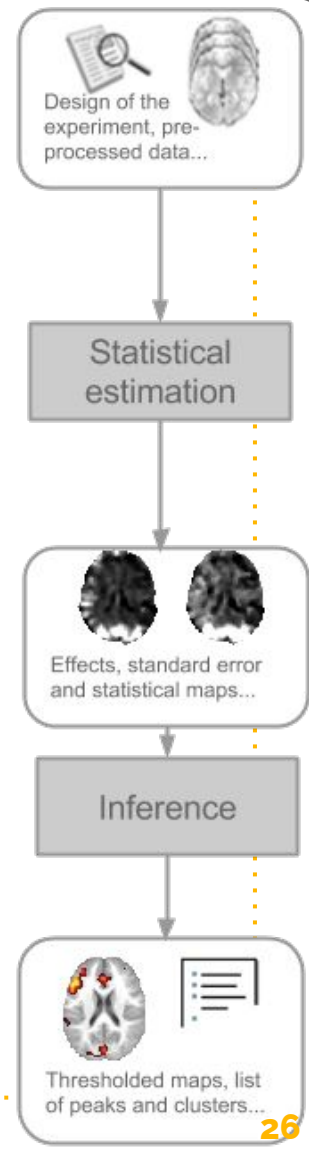 Design of the
experiment, pre-
processed data...
Statistical
estimation
Effects, standard error
and statistical maps...
Inference
Thresholded maps, list
of peaks and clusters...
26